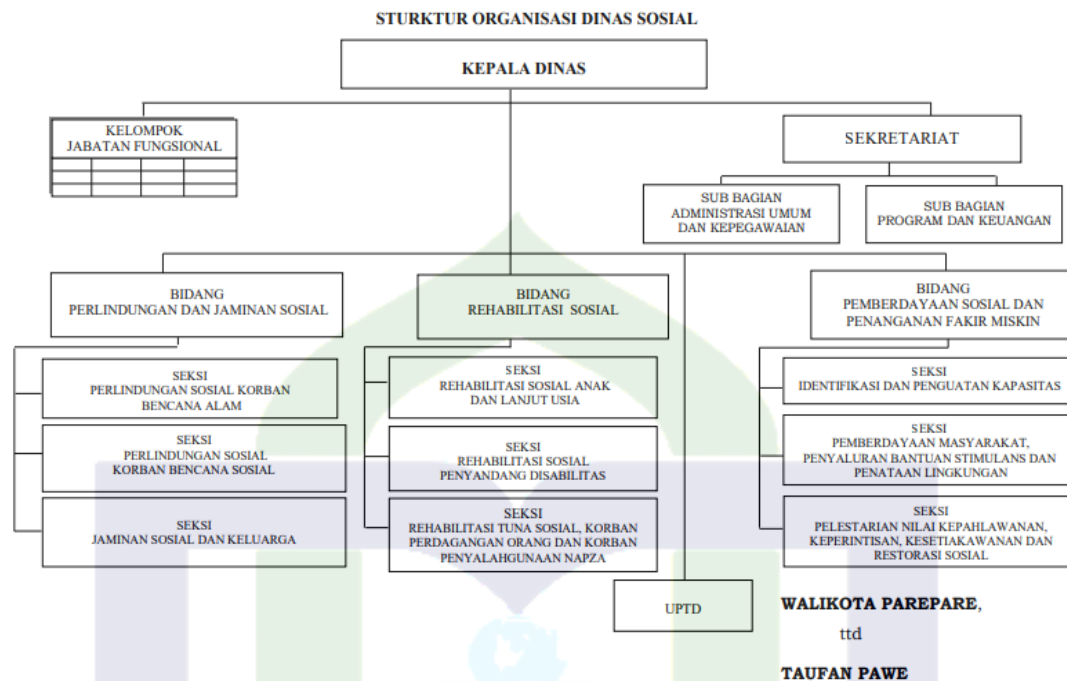 STURKTUR ORGANISASI DINAS SOSIAL
KEPALA DINAS
KELOMPOK
JABATAN FUNGSIONAL
SEKRETARIAT
SUB BAGIAN
ADMINISTRASI UMUM
DAN KEPEGAWAIAN
SUB BAGIAN
PROGRAM DAN KEUANGAN
BIDANG
PERLINDUNGAN DAN JAMINAN SOSIAL
BIDANG
REHABILITASI SOSIAL
BIDANG
PEMBERDAYAAN SOSIAL DAN
PENANGANAN FAKIR MISKIN
SEKSI
PERLINDUNGAN SOSIAL KORBAN
BENCANA ALAM
SEKSI
PERLINDUNGAN SOSIAL
KORBAN BENCANA SOSIAL
SEKSI
JAMINAN SOSIAL DAN KELUARGA
SEKSI
REHABILITASI SOSIAL ANAK
DAN LANJUT USIA
SEKSI
REHABILITASI SOSIAL
PENYANDANG DISABILITAS
SEKSI
REHABILITASI TUNA SOSIAL, KORBAN
PERDAGANGAN ORANG DAN KORBAN
PENYALAHGUNAAN NAPZA
SEKSI
IDENTIFIKASI DAN PENGUATAN KAPASITAS
SEKSI
PEMBERDAYAAN MASYARAKAT,
PENYALURAN BANTUAN STIMULANS DAN
PENATAAN LINGKUNGAN
SEKSI
PELESTARIAN NILAI KEPAHLAWANAN,
KEPERINTISAN, KESETIAKAWANAN DAN
RESTORASI SOSIAL
UPTD
WALIKOTA PAREPARE,
ttd
TAUFAN PAWE